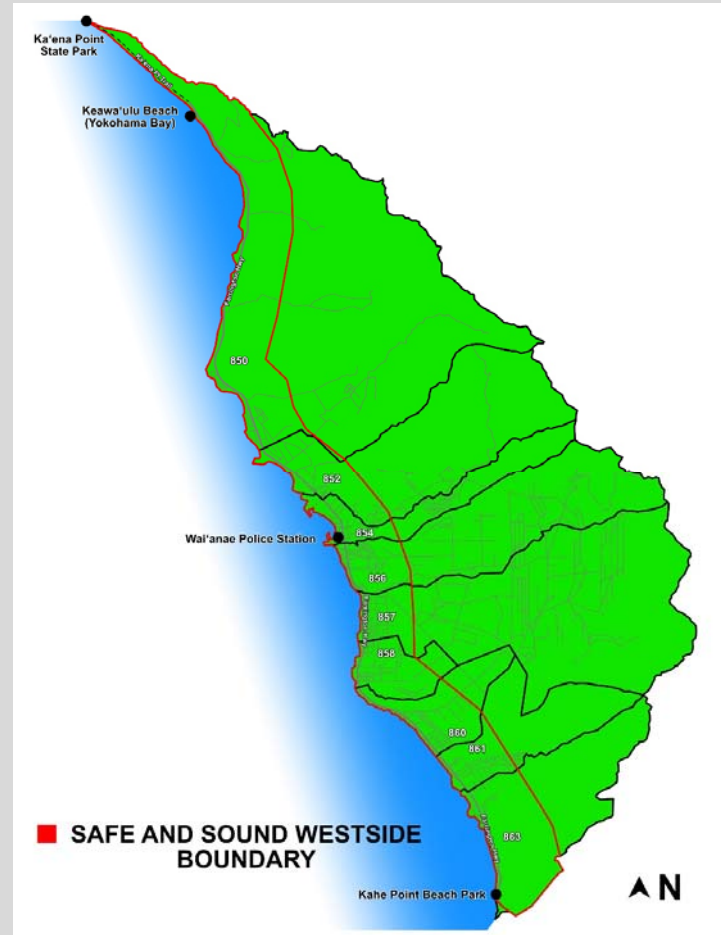 Ka‘ena Point
State Park
Keawa‘ulu Beach
(Yokohama Bay)
850
852
Wai‘anae Police Station
854
856
857
858
860
861
863
SAFE AND SOUND WESTSIDE
BOUNDARY
Kahe Point Beach Park
N